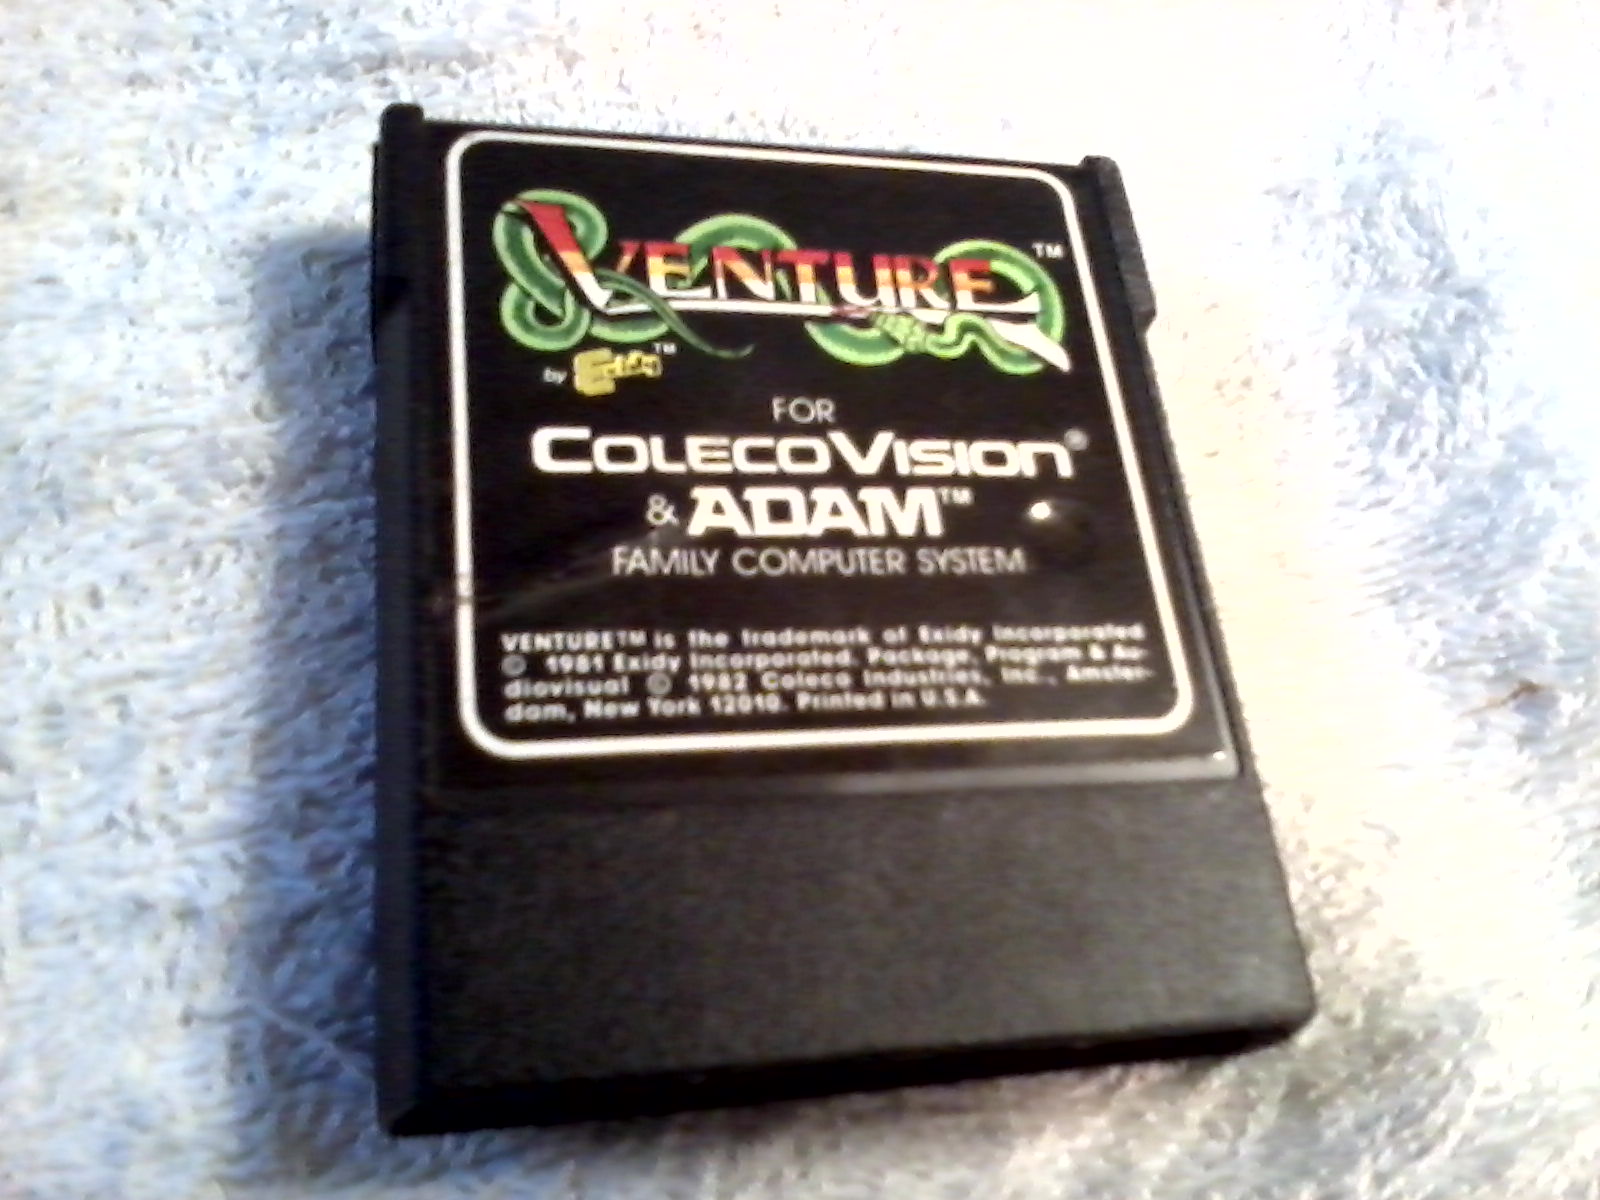 VENTURE™
by Exidy™
FOR
COLECOVISION®
& ADAM™
FAMILY COMPUTER SYSTEM
VENTURE™ is the trademark of Exidy Incorporated
© 1981 Exidy Incorporated. Package, Program & Au-
diovisual © 1982 Coleco Industries, Inc., Amster-
dam, New York 12010. Printed in U.S.A.